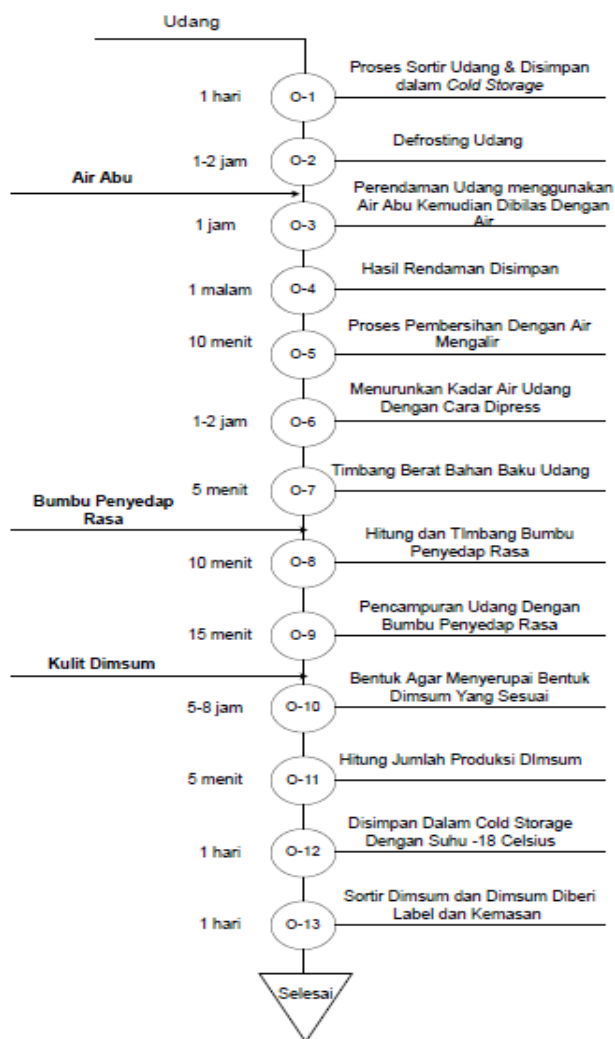 Udang
Proses Sortir Udang & Disimpan
dalam Cold Storage
1 hari
O-1
Defrosting Udang
1-2 jam
O-2
Air Abu
Perendaman Udang menggunakan
Air Abu Kemudian Dibilas Dengan
Air
1 jam
O-3
Hasil Rendaman Disimpan
1 malam
O-4
Proses Pembersihan Dengan Air
Mengalir
10 menit
O-5
Menurunkan Kadar Air Udang
Dengan Cara Dipress
1-2 jam
O-6
Timbang Berat Bahan Baku Udang
5 menit
O-7
Bumbu Penyedap
Rasa
Hitung dan TImbang Bumbu
Penyedap Rasa
10 menit
O-8
Pencampuran Udang Dengan
Bumbu Penyedap Rasa
15 menit
O-9
Kulit Dimsum
Bentuk Agar Menyerupai Bentuk
Dimsum Yang Sesuai
5-8 jam
O-10
Hitung Jumlah Produksi DImsum
5 menit
O-11
Disimpan Dalam Cold Storage
Dengan Suhu -18 Celsius
1 hari
O-12
Sortir Dimsum dan Dimsum Diberi
Label dan Kemasan
1 hari
O-13
Selesai